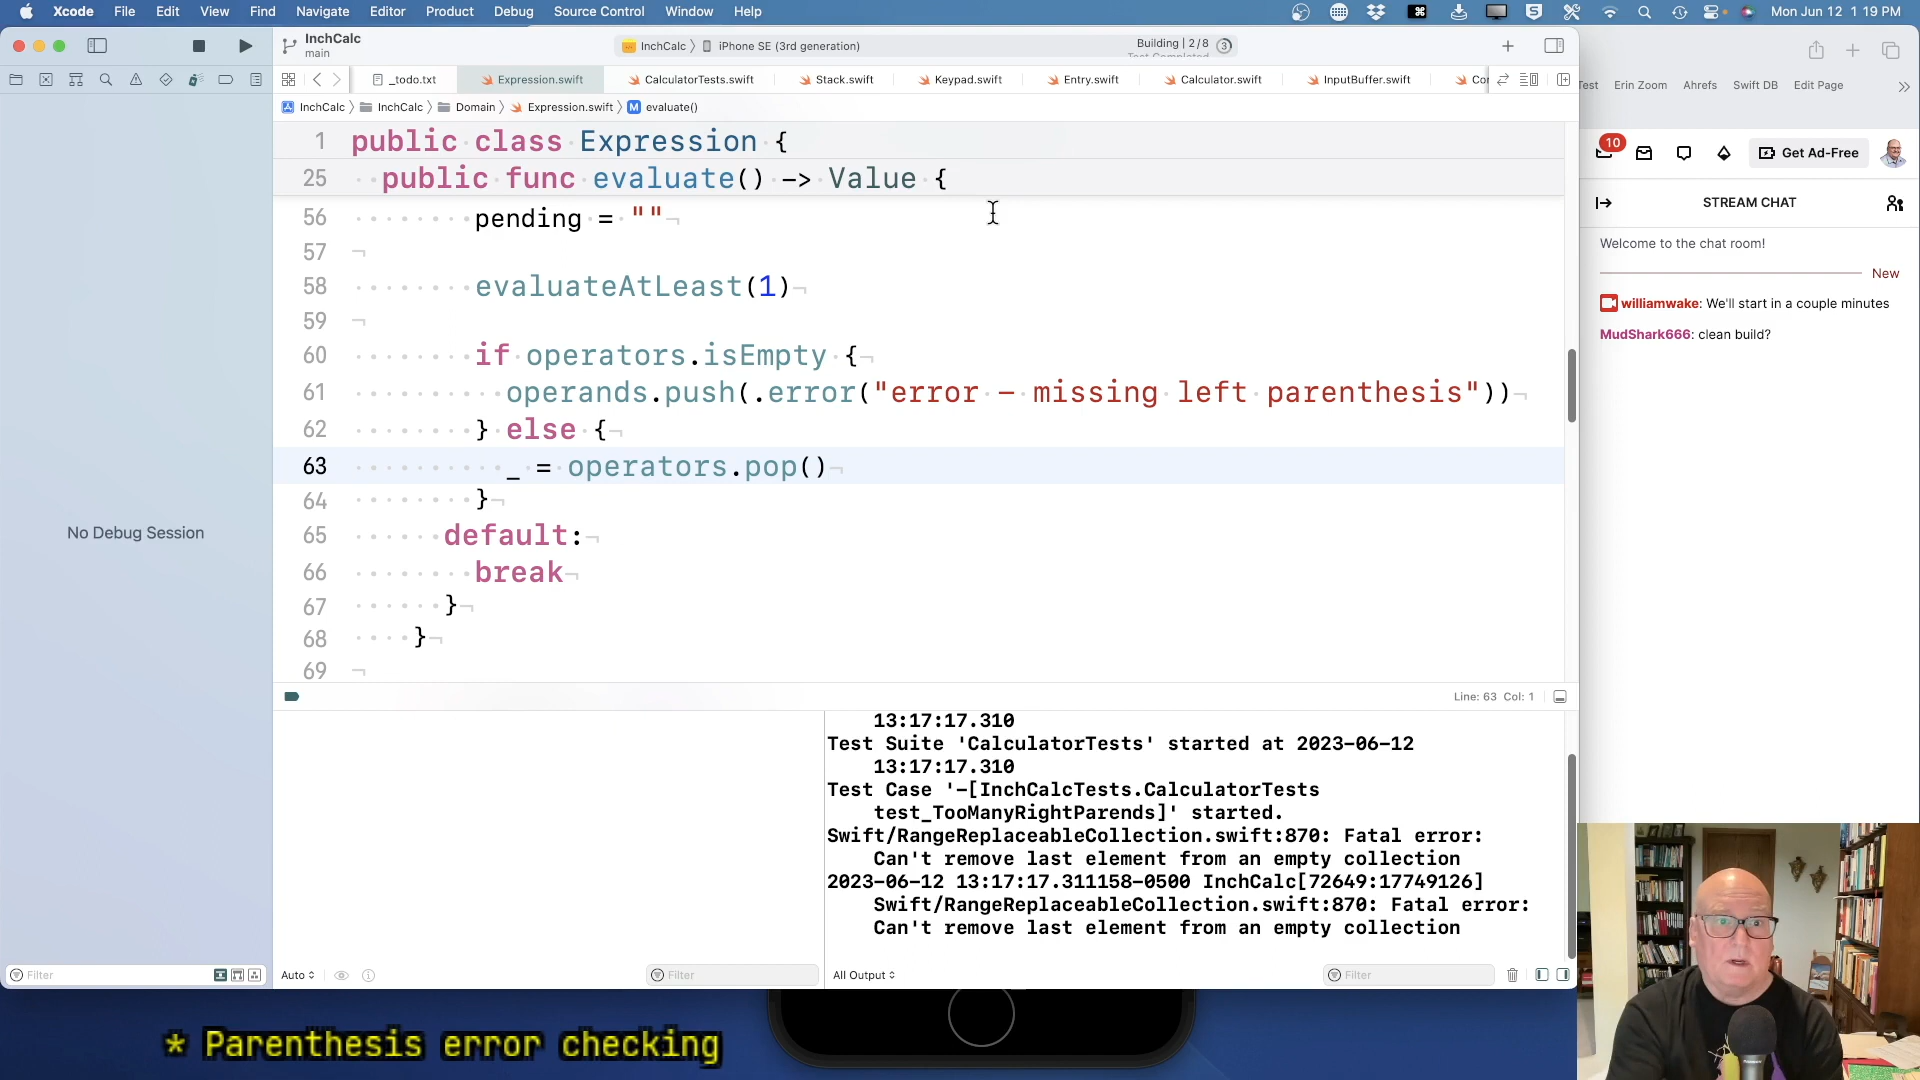 Xcode File Edit View Find Navigate Editor Product Debug Source Control Window Help
Mon Jun 12 1 19 PM
InchCalc
main
InchCalc 〉 iPhone SE (3rd generation)
Building | 2/8 3
_todo.txt Expression.swift CalculatorTests.swift Stack.swift Keypad.swift Entry.swift Calculator.swift InputBuffer.swift Cor
InchCalc 〉 InchCalc 〉 Domain 〉 Expression.swift 〉 M evaluate()
1 public class Expression {
25 public func evaluate() -> Value {
56 pending = ""
57
58 evaluateAtLeast(1)
59
60 if operators.isEmpty {
61 operands.push(.error("error - missing left parenthesis"))
62 } else {
63 _ = operators.pop()
64 }
65 default:
66 break
67 }
68 }
69
No Debug Session
Line: 63 Col: 1
13:17:17.310
Test Suite 'CalculatorTests' started at 2023-06-12
13:17:17.310
Test Case '-[InchCalcTests.CalculatorTests
test_TooManyRightParends]' started.
Swift/RangeReplaceableCollection.swift:870: Fatal error:
Can't remove last element from an empty collection
2023-06-12 13:17:17.311158-0500 InchCalc[72649:17749126]
Swift/RangeReplaceableCollection.swift:870: Fatal error:
Can't remove last element from an empty collection
Filter
Auto
Filter
All Output
Filter
Test Erin Zoom Ahrefs Swift DB Edit Page
10
Get Ad-Free
STREAM CHAT
Welcome to the chat room!
New
williamwake: We'll start in a couple minutes
MudShark666: clean build?
* Parenthesis error checking